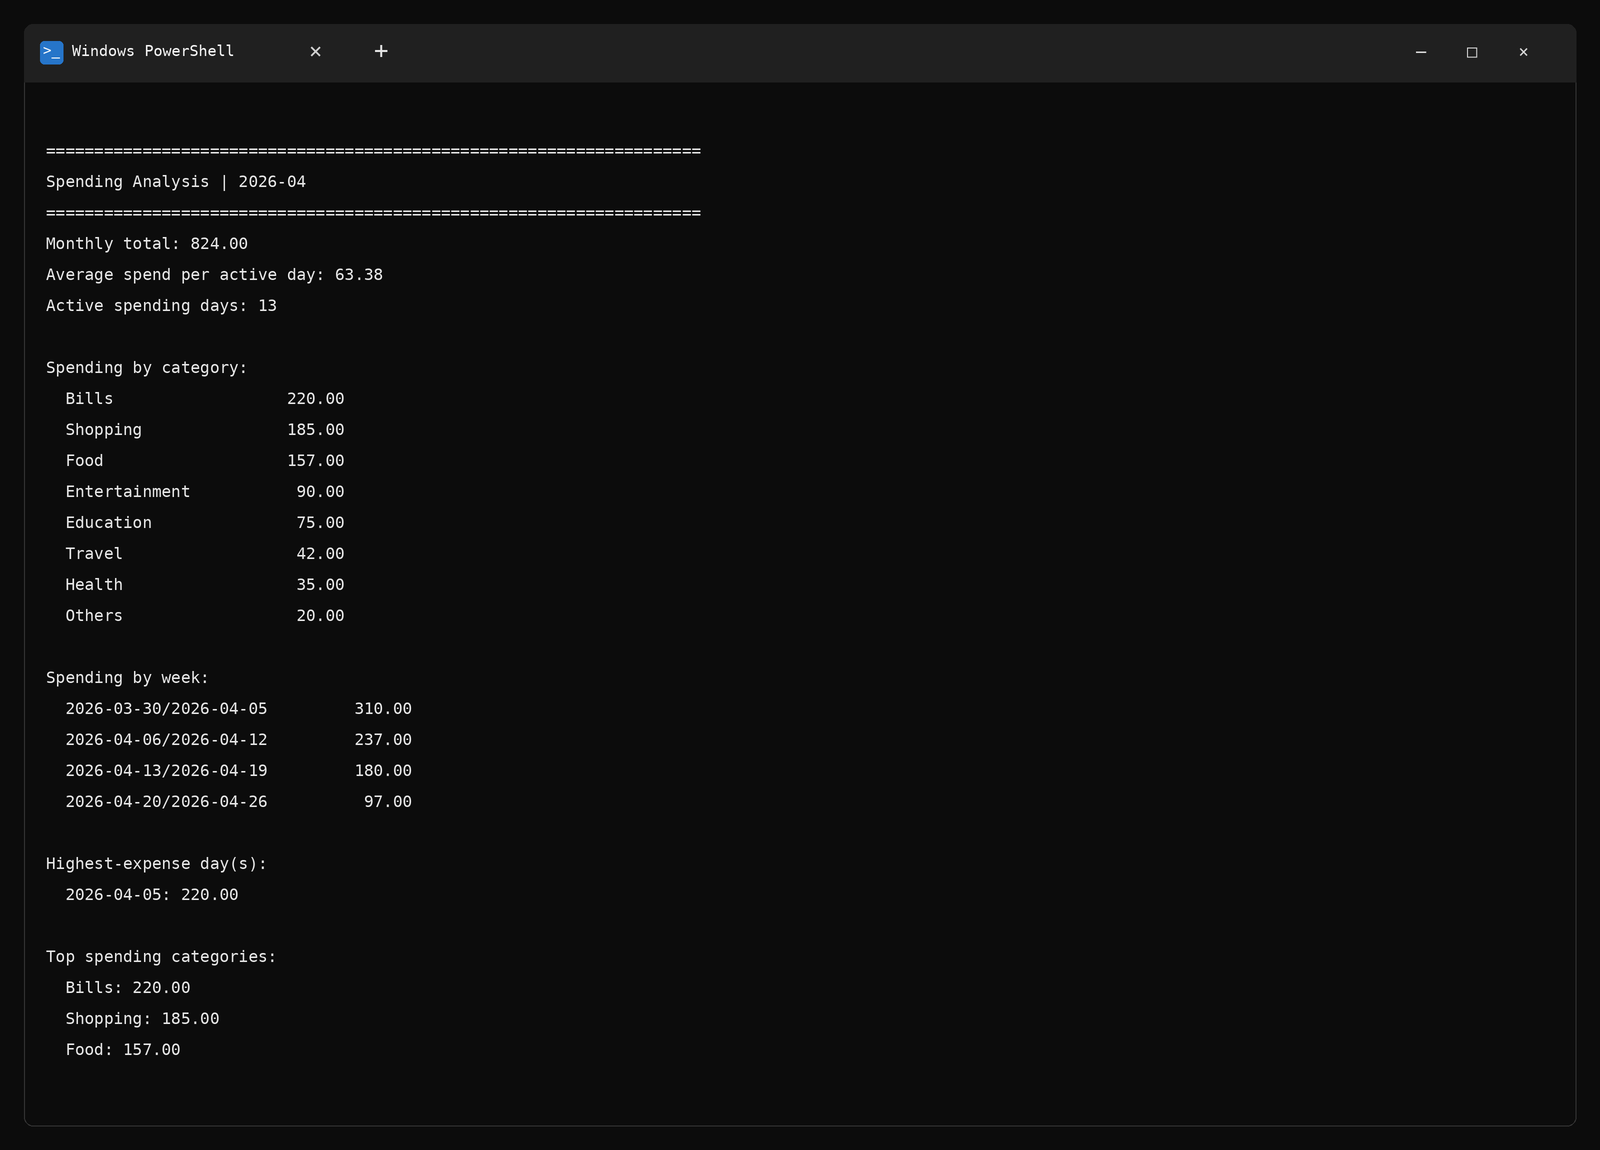 >_ Windows PowerShell
====================================================================
Spending Analysis | 2026-04
====================================================================
Monthly total: 824.00
Average spend per active day: 63.38
Active spending days: 13
Spending by category:
Bills 220.00
Shopping 185.00
Food 157.00
Entertainment 90.00
Education 75.00
Travel 42.00
Health 35.00
Others 20.00
Spending by week:
2026-03-30/2026-04-05 310.00
2026-04-06/2026-04-12 237.00
2026-04-13/2026-04-19 180.00
2026-04-20/2026-04-26 97.00
Highest-expense day(s):
2026-04-05: 220.00
Top spending categories:
Bills: 220.00
Shopping: 185.00
Food: 157.00